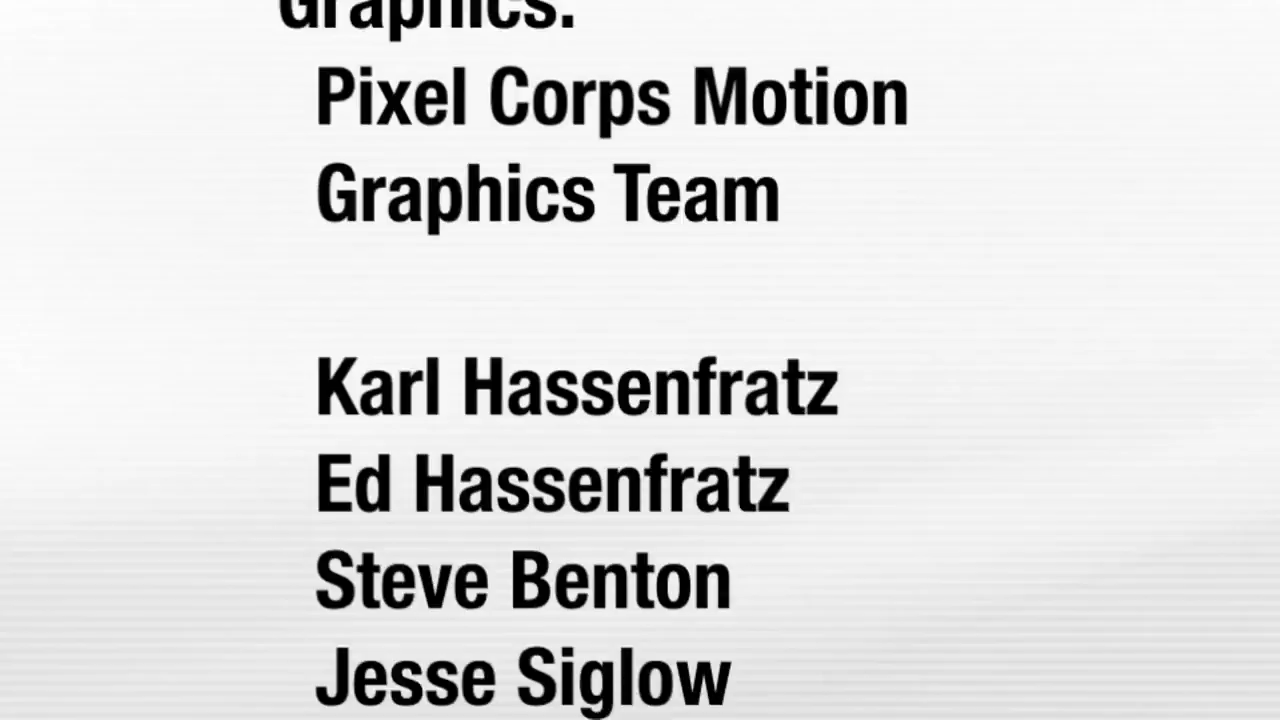 Graphics:
Pixel Corps Motion
Graphics Team
Karl Hassenfratz
Ed Hassenfratz
Steve Benton
Jesse Siglow